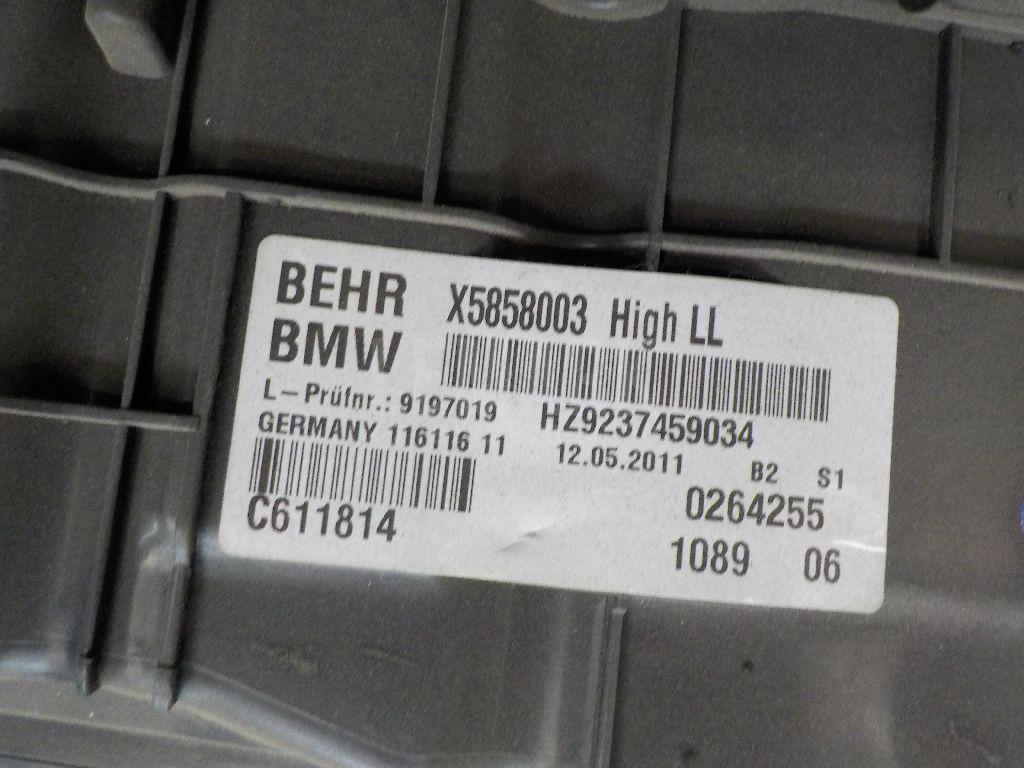 BEHR X5858003 High LL
BMW
L–Prüfnr.: 9197019 HZ9237459034
GERMANY 116116 11 12.05.2011 B2 S1
C611814 0264255
1089 06